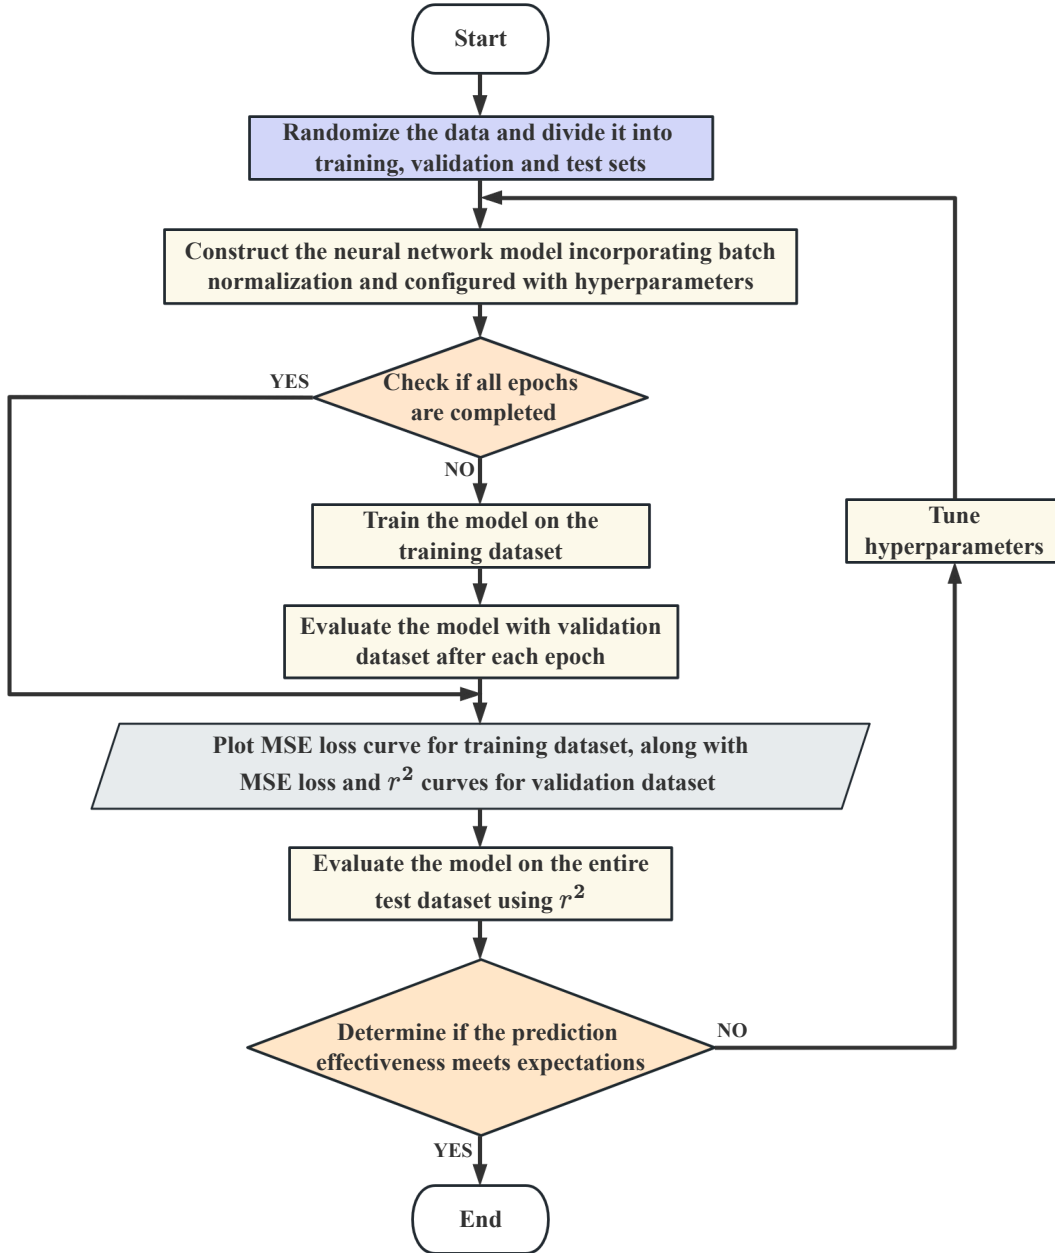 Start
Randomize the data and divide it into
training, validation and test sets
Construct the neural network model incorporating batch
normalization and configured with hyperparameters
YES
Check if all epochs
are completed
NO
Train the model on the
training dataset
Tune
hyperparameters
Evaluate the model with validation
dataset after each epoch
Plot MSE loss curve for training dataset, along with
MSE loss and r² curves for validation dataset
Evaluate the model on the entire
test dataset using r²
Determine if the prediction
effectiveness meets expectations
NO
YES
End